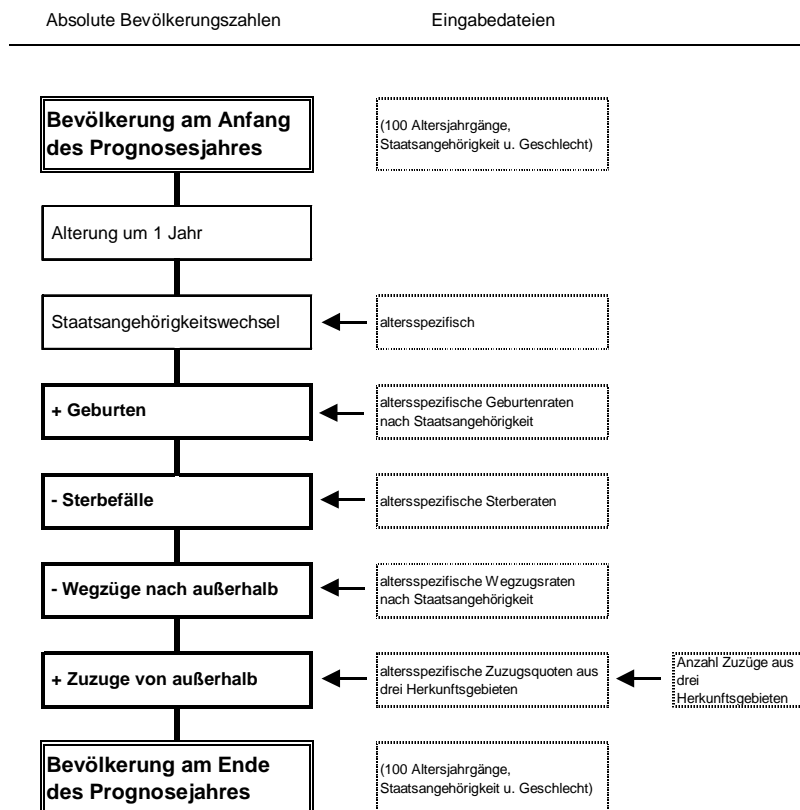 Absolute Bevölkerungszahlen
Eingabedateien
Bevölkerung am Anfang
des Prognosesjahres
(100 Altersjahrgänge,
Staatsangehörigkeit u. Geschlecht)
Alterung um 1 Jahr
Staatsangehörigkeitswechsel
altersspezifisch
+ Geburten
altersspezifische Geburtenraten
nach Staatsangehörigkeit
- Sterbefälle
altersspezifische Sterberaten
- Wegzüge nach außerhalb
altersspezifische Wegzugsraten
nach Staatsangehörigkeit
+ Zuzuge von außerhalb
altersspezifische Zuzugsquoten aus
drei Herkunftsgebieten
Anzahl Zuzüge aus
drei
Herkunftsgebieten
Bevölkerung am Ende
des Prognosejahres
(100 Altersjahrgänge,
Staatsangehörigkeit u. Geschlecht)